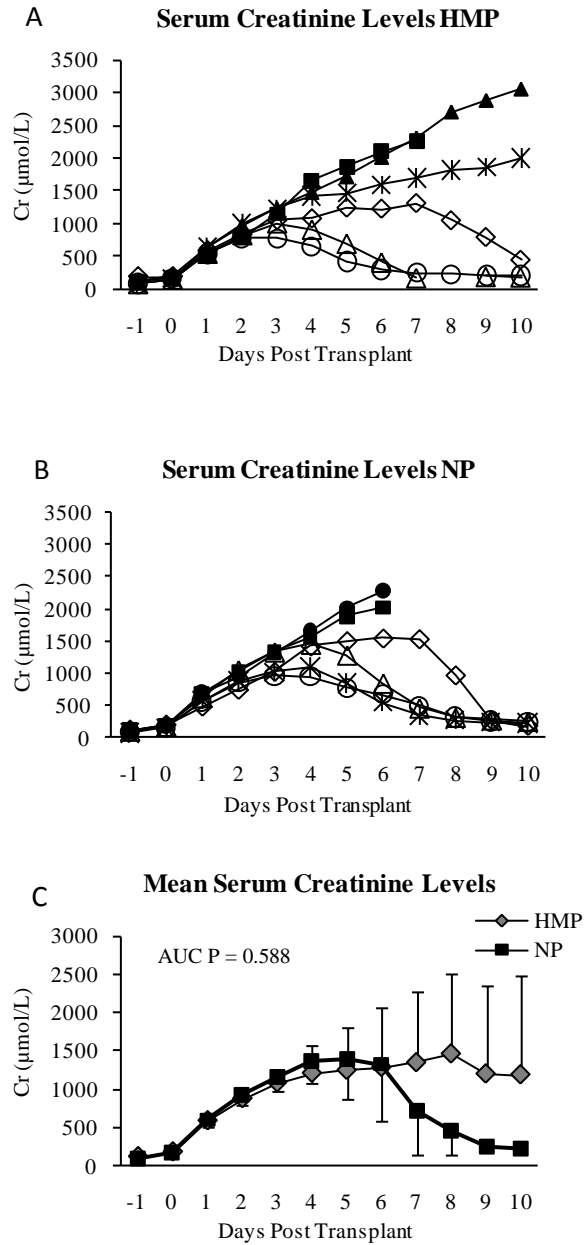 A
Serum Creatinine Levels HMP
3500
3000
2500
2000
1500
1000
500
0
Cr (µmol/L)
-1 0 1 2 3 4 5 6 7 8 9 10
Days Post Transplant
B
Serum Creatinine Levels NP
3500
3000
2500
2000
1500
1000
500
0
Cr (µmol/L)
-1 0 1 2 3 4 5 6 7 8 9 10
Days Post Transplant
C
Mean Serum Creatinine Levels
HMP
NP
AUC P = 0.588
3000
2500
2000
1500
1000
500
0
Cr (µmol/L)
-1 0 1 2 3 4 5 6 7 8 9 10
Days Post Transplant